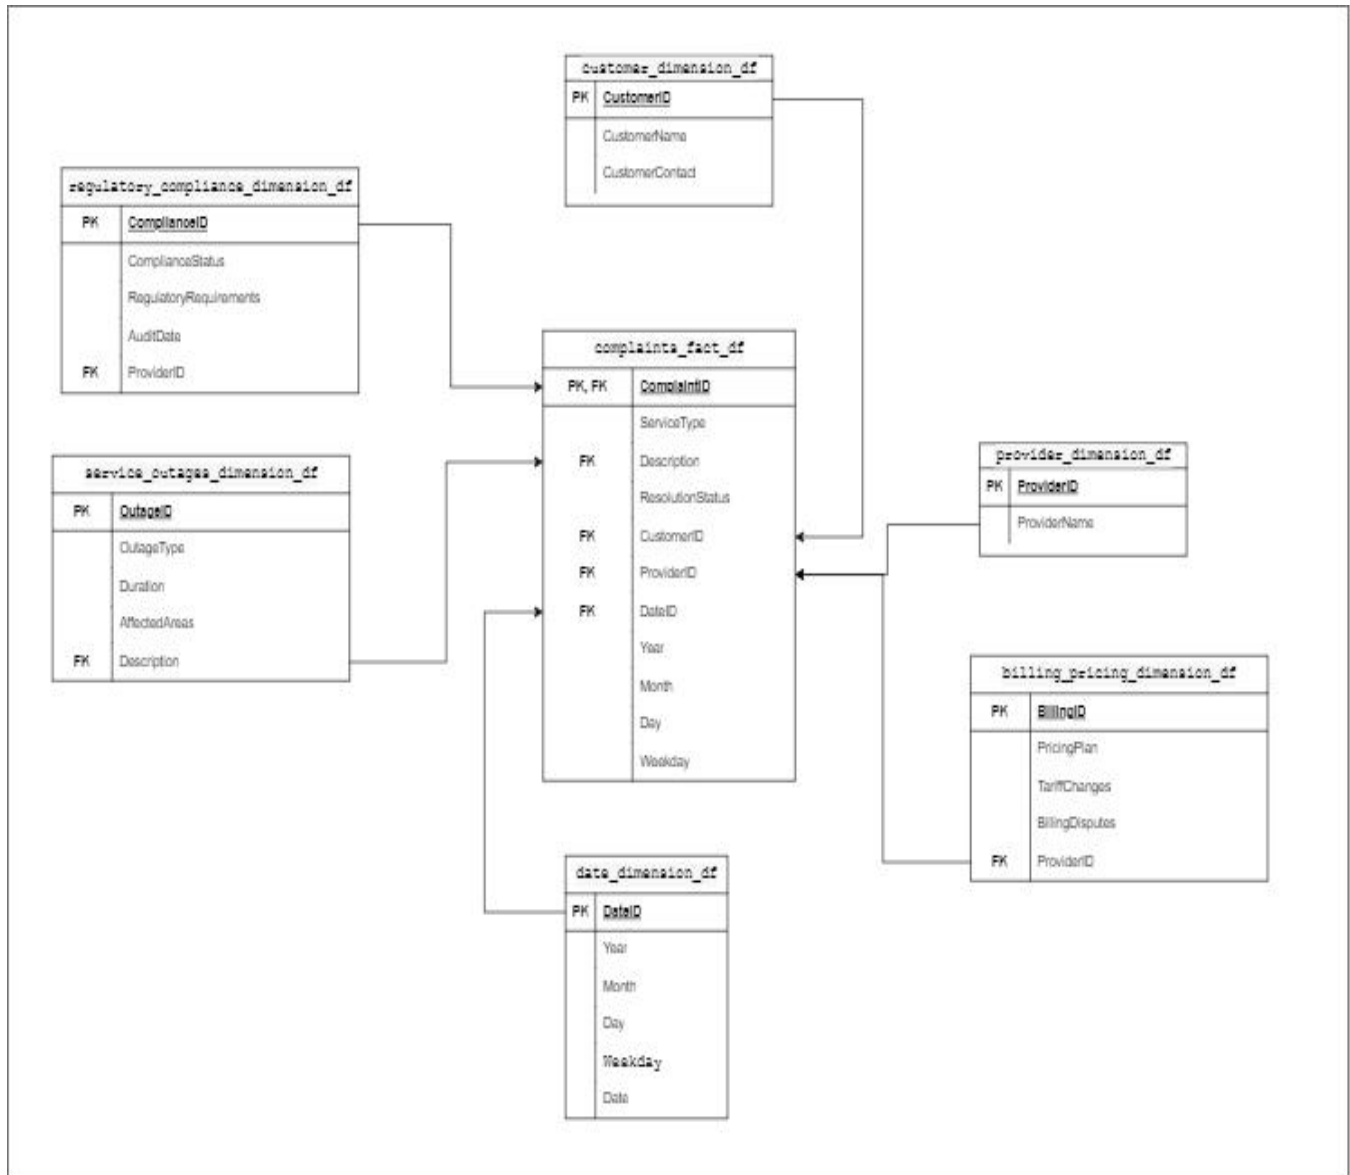 customer_dimension_df
PK CustomerID
CustomerName
CustomerContact
regulatory_compliance_dimension_df
PK ComplianceID
ComplianceStatus
RegulatoryRequirements
AuditDate
FK ProviderID
complaints_fact_df
PK, FK ComplaintID
ServiceType
FK Description
ResolutionStatus
FK CustomerID
FK ProviderID
FK DateID
Year
Month
Day
Weekday
service_outages_dimension_df
PK OutageID
OutageType
Duration
AffectedAreas
FK Description
provider_dimension_df
PK ProviderID
ProviderName
billing_pricing_dimension_df
PK BillingID
PricingPlan
TariffChanges
BillingDisputes
FK ProviderID
date_dimension_df
PK DateID
Year
Month
Day
Weekday
Date